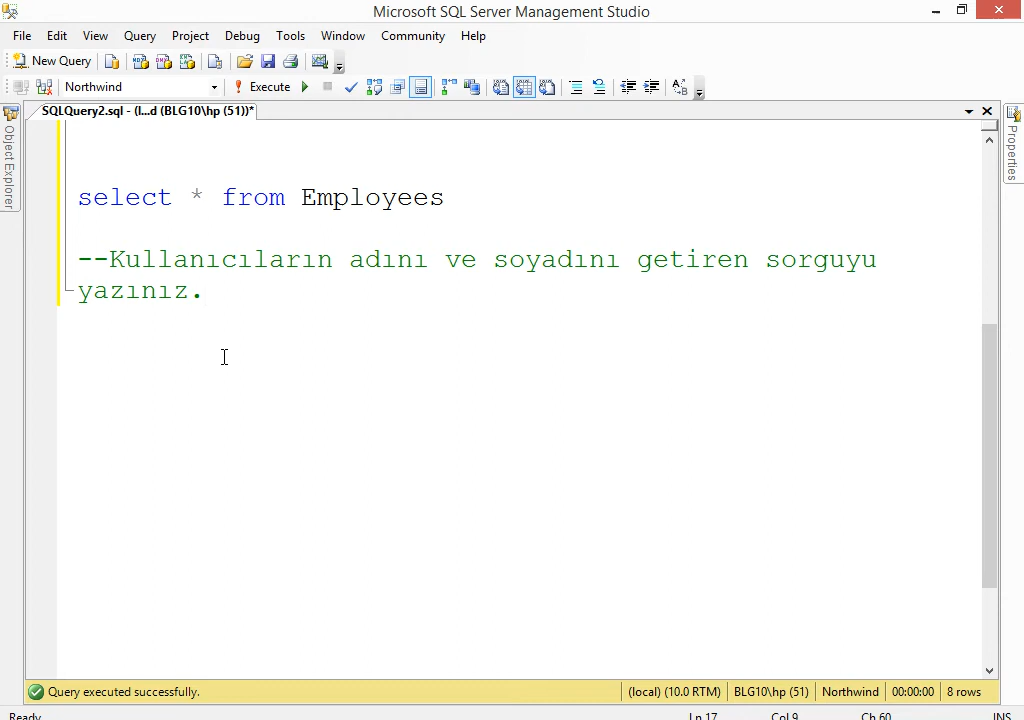 Microsoft SQL Server Management Studio
File Edit View Query Project Debug Tools Window Community Help
New Query
Northwind Execute
SQLQuery2.sql - (l...d (BLG10\hp (51))*
Object Explorer
Properties
select * from Employees
--Kullanıcıların adını ve soyadını getiren sorguyu
yazınız.
Query executed successfully. (local) (10.0 RTM) BLG10\hp (51) Northwind 00:00:00 8 rows
Ready Ln 17 Col 9 Ch 60 INS